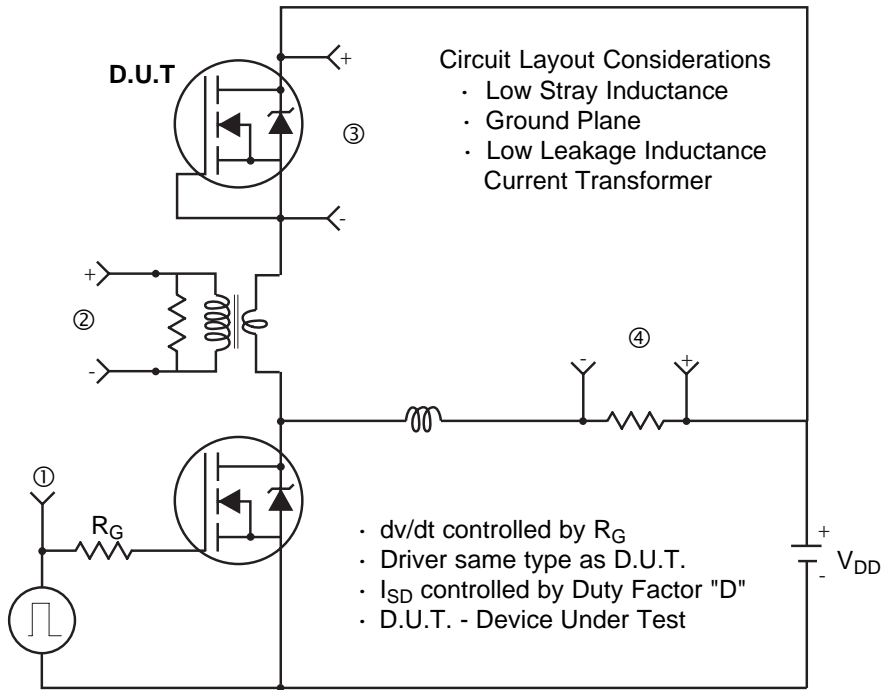 D.U.T
+
③
-
Circuit Layout Considerations
· Low Stray Inductance
· Ground Plane
· Low Leakage Inductance
Current Transformer
+
②
-
④
-
+
①
R_G
· dv/dt controlled by R_G
· Driver same type as D.U.T.
· I_SD controlled by Duty Factor "D"
· D.U.T. - Device Under Test
+
V_DD
-